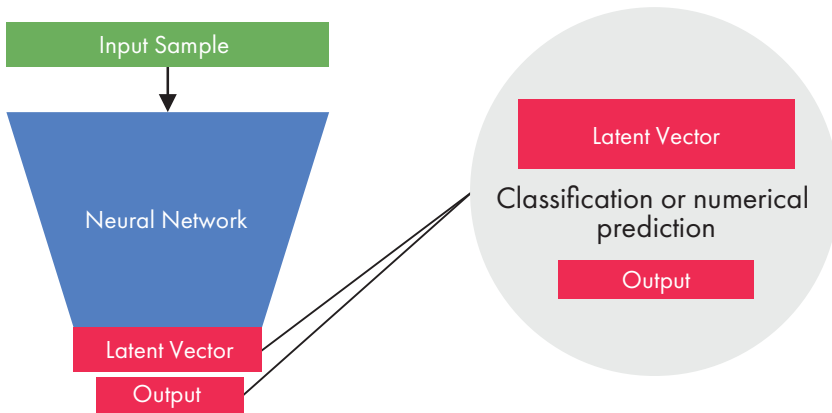 Input Sample
Neural Network
Latent Vector
Output
Latent Vector
Classification or numerical
prediction
Output